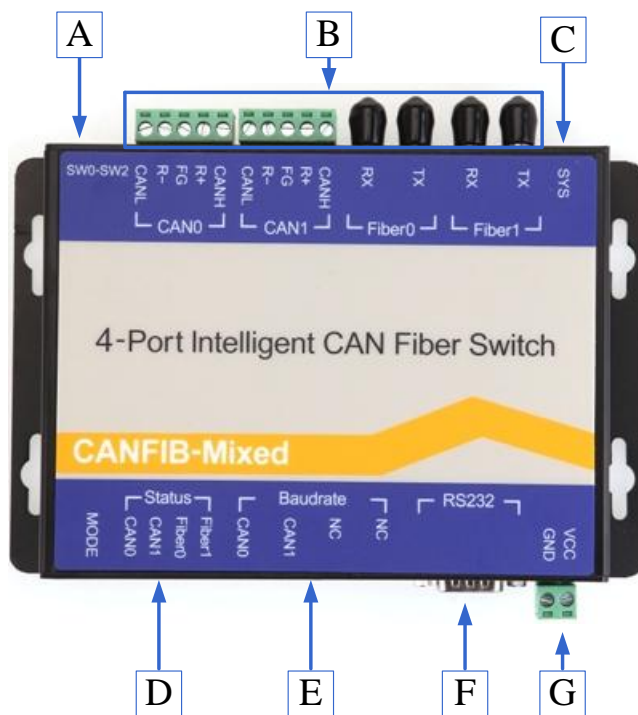 A
B
C
SW0-SW2
CANL
R−
FG
R+
CANH
CAN0
CANL
R−
FG
R+
CANH
CAN1
RX
TX
Fiber0
RX
TX
Fiber1
SYS
4-Port Intelligent CAN Fiber Switch
CANFIB-Mixed
MODE
Status
CAN0
CAN1
Fiber0
Fiber1
Baudrate
CAN0
CAN1
NC
NC
RS232
VCC
GND
D
E
F
G